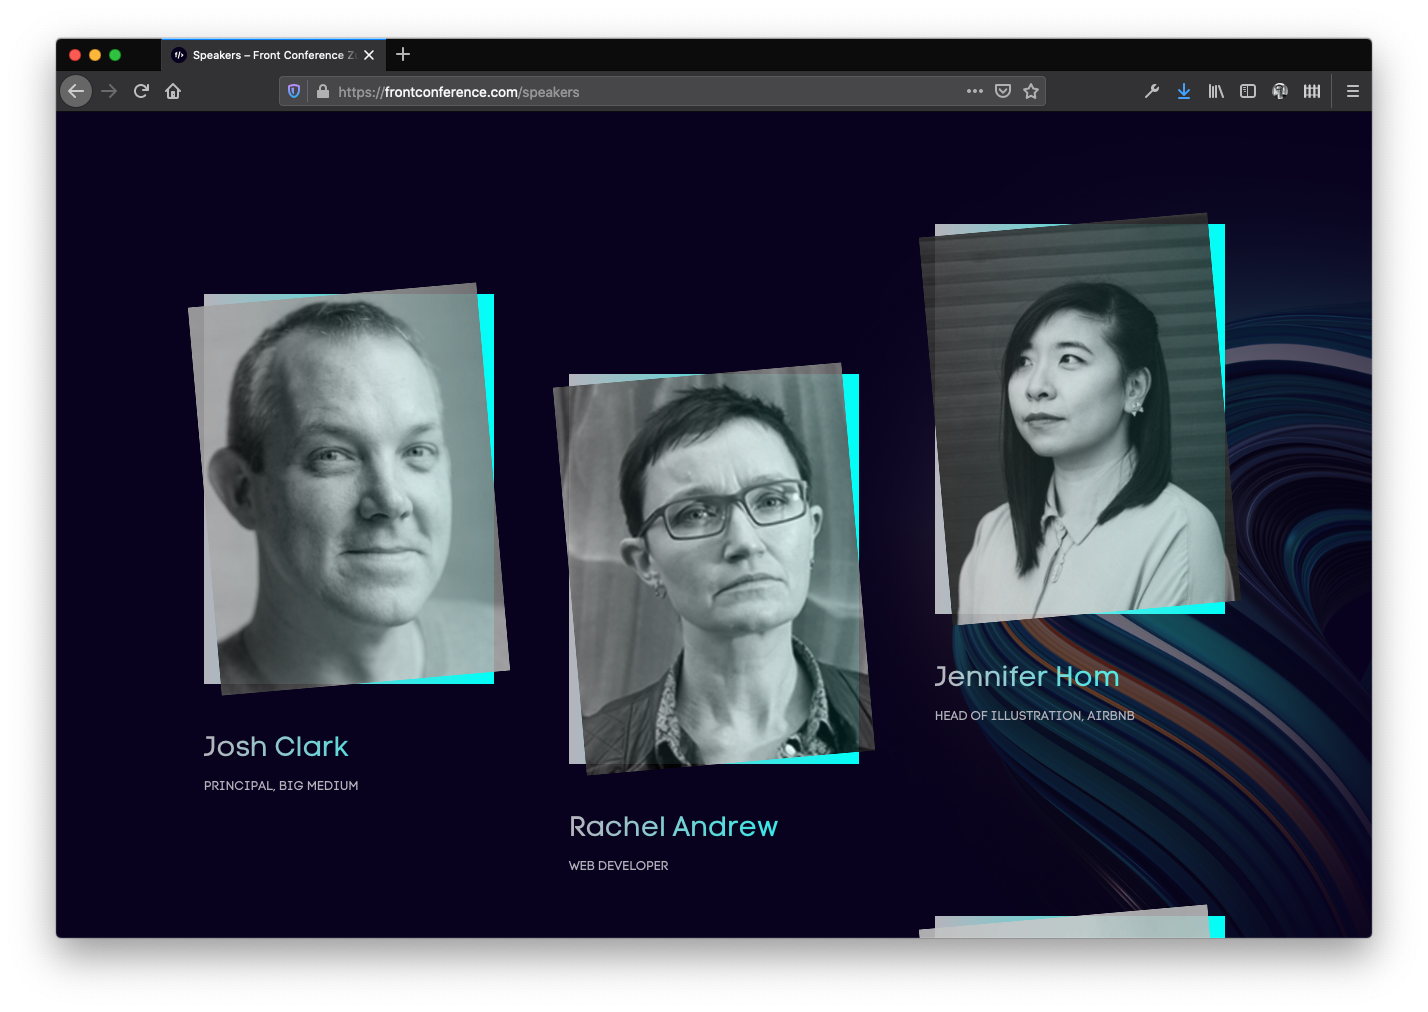 Speakers – Front Conference Zu
https://frontconference.com/speakers
Josh Clark
PRINCIPAL, BIG MEDIUM
Rachel Andrew
WEB DEVELOPER
Jennifer Hom
HEAD OF ILLUSTRATION, AIRBNB